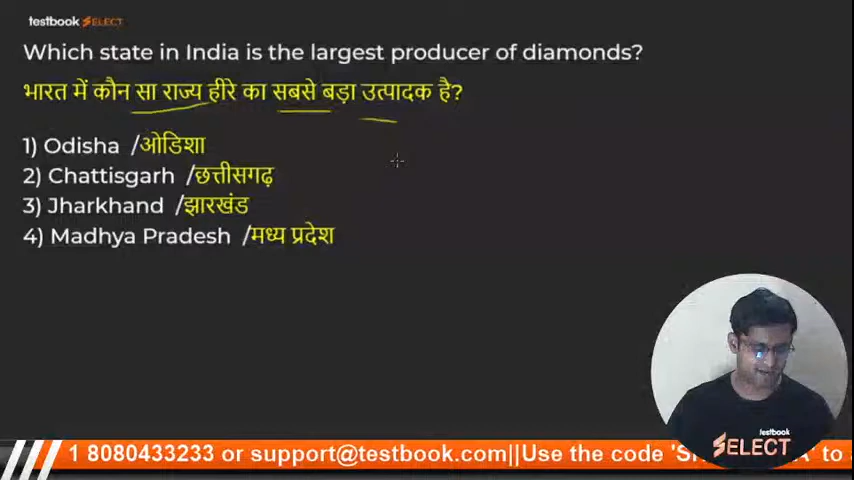 testbook SELECT
Which state in India is the largest producer of diamonds?
भारत में कौन सा राज्य हीरे का सबसे बड़ा उत्पादक है?
1) Odisha /ओडिशा
2) Chattisgarh /छत्तीसगढ़
3) Jharkhand /झारखंड
4) Madhya Pradesh /मध्य प्रदेश
testbook
SELECT
1 8080433233 or support@testbook.com||Use the code 'S to